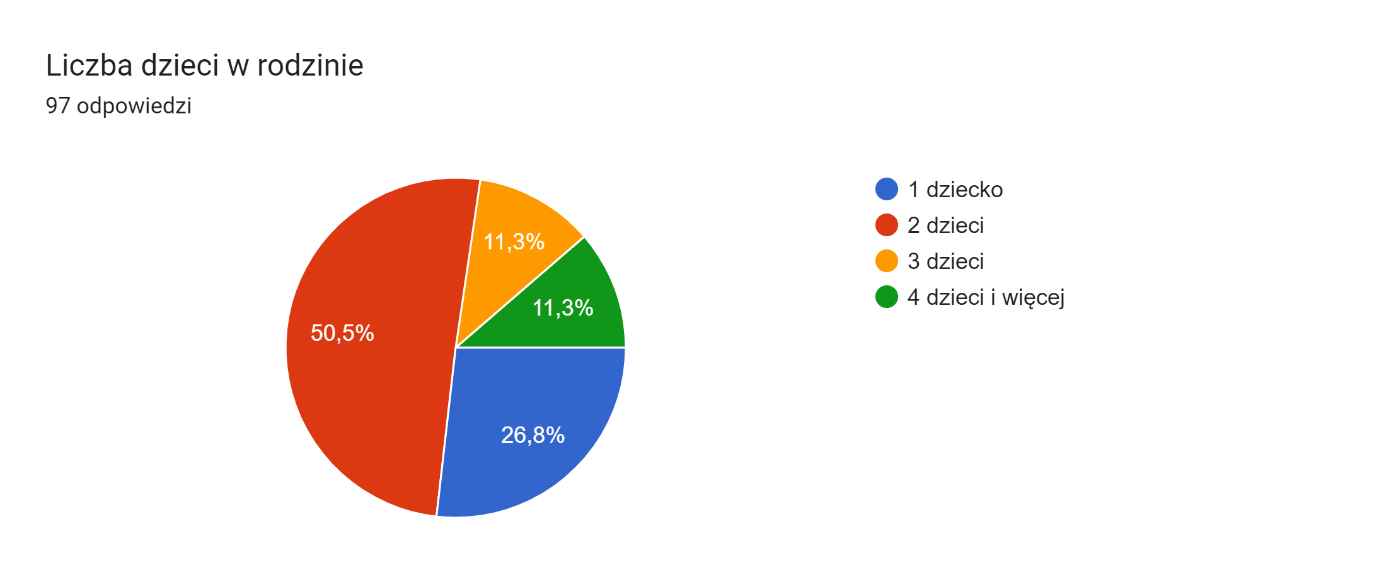 Liczba dzieci w rodzinie
97 odpowiedzi
1 dziecko
2 dzieci
3 dzieci
4 dzieci i więcej
11,3%
11,3%
50,5%
26,8%